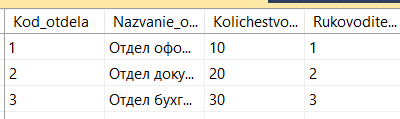 Kod_otdela Nazvanie_o... Kolichestvo... Rukovodite...
1 Отдел офо... 10 1
2 Отдел доку... 20 2
3 Отдел бухг... 30 3